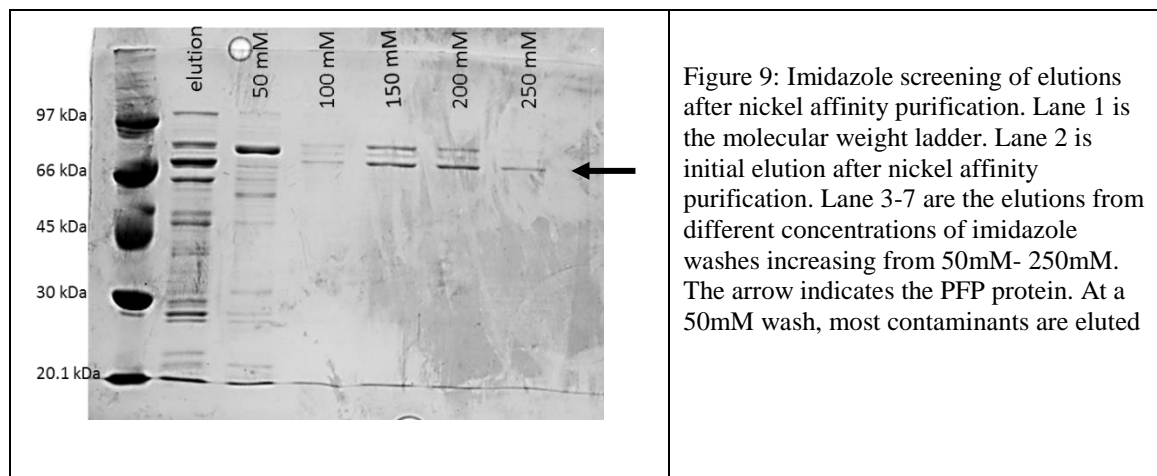 elution
50 mM
100 mM
150 mM
200 mM
250 mM
97 kDa
66 kDa
45 kDa
30 kDa
20.1 kDa
Figure 9: Imidazole screening of elutions
after nickel affinity purification. Lane 1 is
the molecular weight ladder. Lane 2 is
initial elution after nickel affinity
purification. Lane 3-7 are the elutions from
different concentrations of imidazole
washes increasing from 50mM- 250mM.
The arrow indicates the PFP protein. At a
50mM wash, most contaminants are eluted